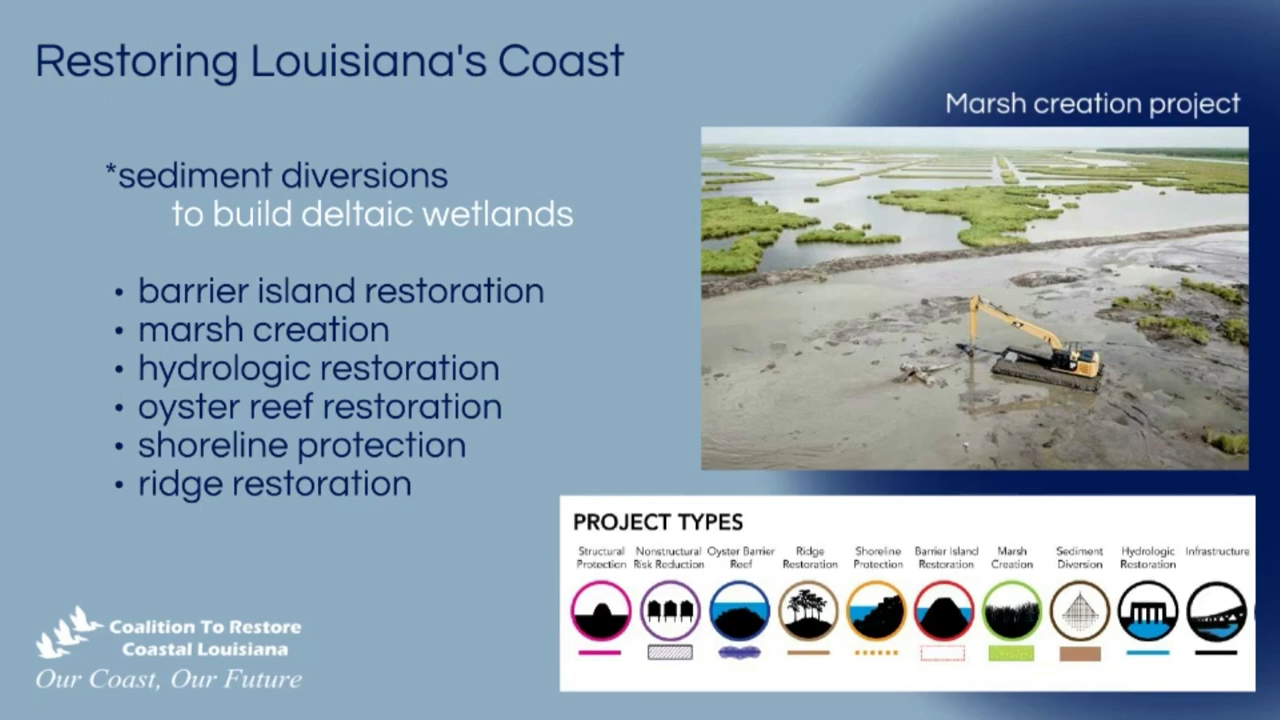 Restoring Louisiana's Coast
Marsh creation project
*sediment diversions
to build deltaic wetlands
• barrier island restoration
• marsh creation
• hydrologic restoration
• oyster reef restoration
• shoreline protection
• ridge restoration
PROJECT TYPES
Structural Protection
Nonstructural Risk Reduction
Oyster Barrier Reef
Ridge Restoration
Shoreline Protection
Barrier Island Restoration
Marsh Creation
Sediment Diversion
Hydrologic Restoration
Infrastructure
Coalition To Restore
Coastal Louisiana
Our Coast, Our Future